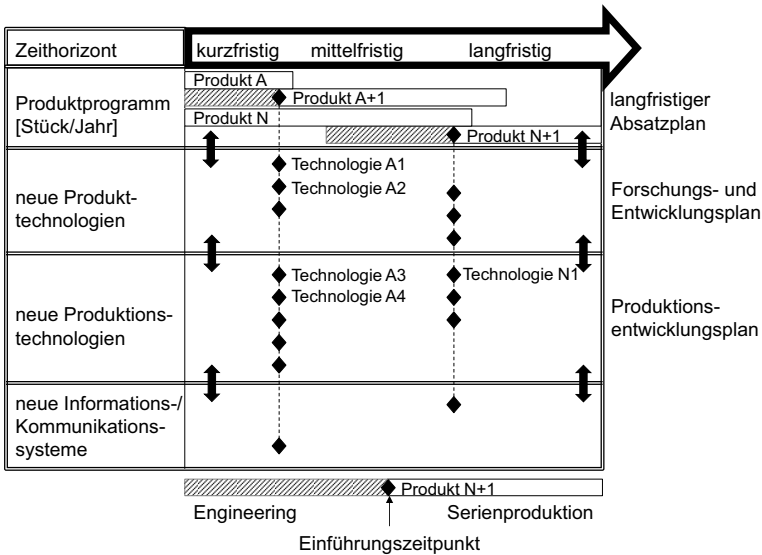 Zeithorizont
kurzfristig mittelfristig langfristig
Produktprogramm
[Stück/Jahr]
Produkt A
Produkt A+1
Produkt N
Produkt N+1
langfristiger
Absatzplan
neue Produkt-
technologien
Technologie A1
Technologie A2
Forschungs- und
Entwicklungsplan
neue Produktions-
technologien
Technologie A3
Technologie A4
Technologie N1
Produktions-
entwicklungsplan
neue Informations-/
Kommunikations-
systeme
Produkt N+1
Engineering
Serienproduktion
Einführungszeitpunkt